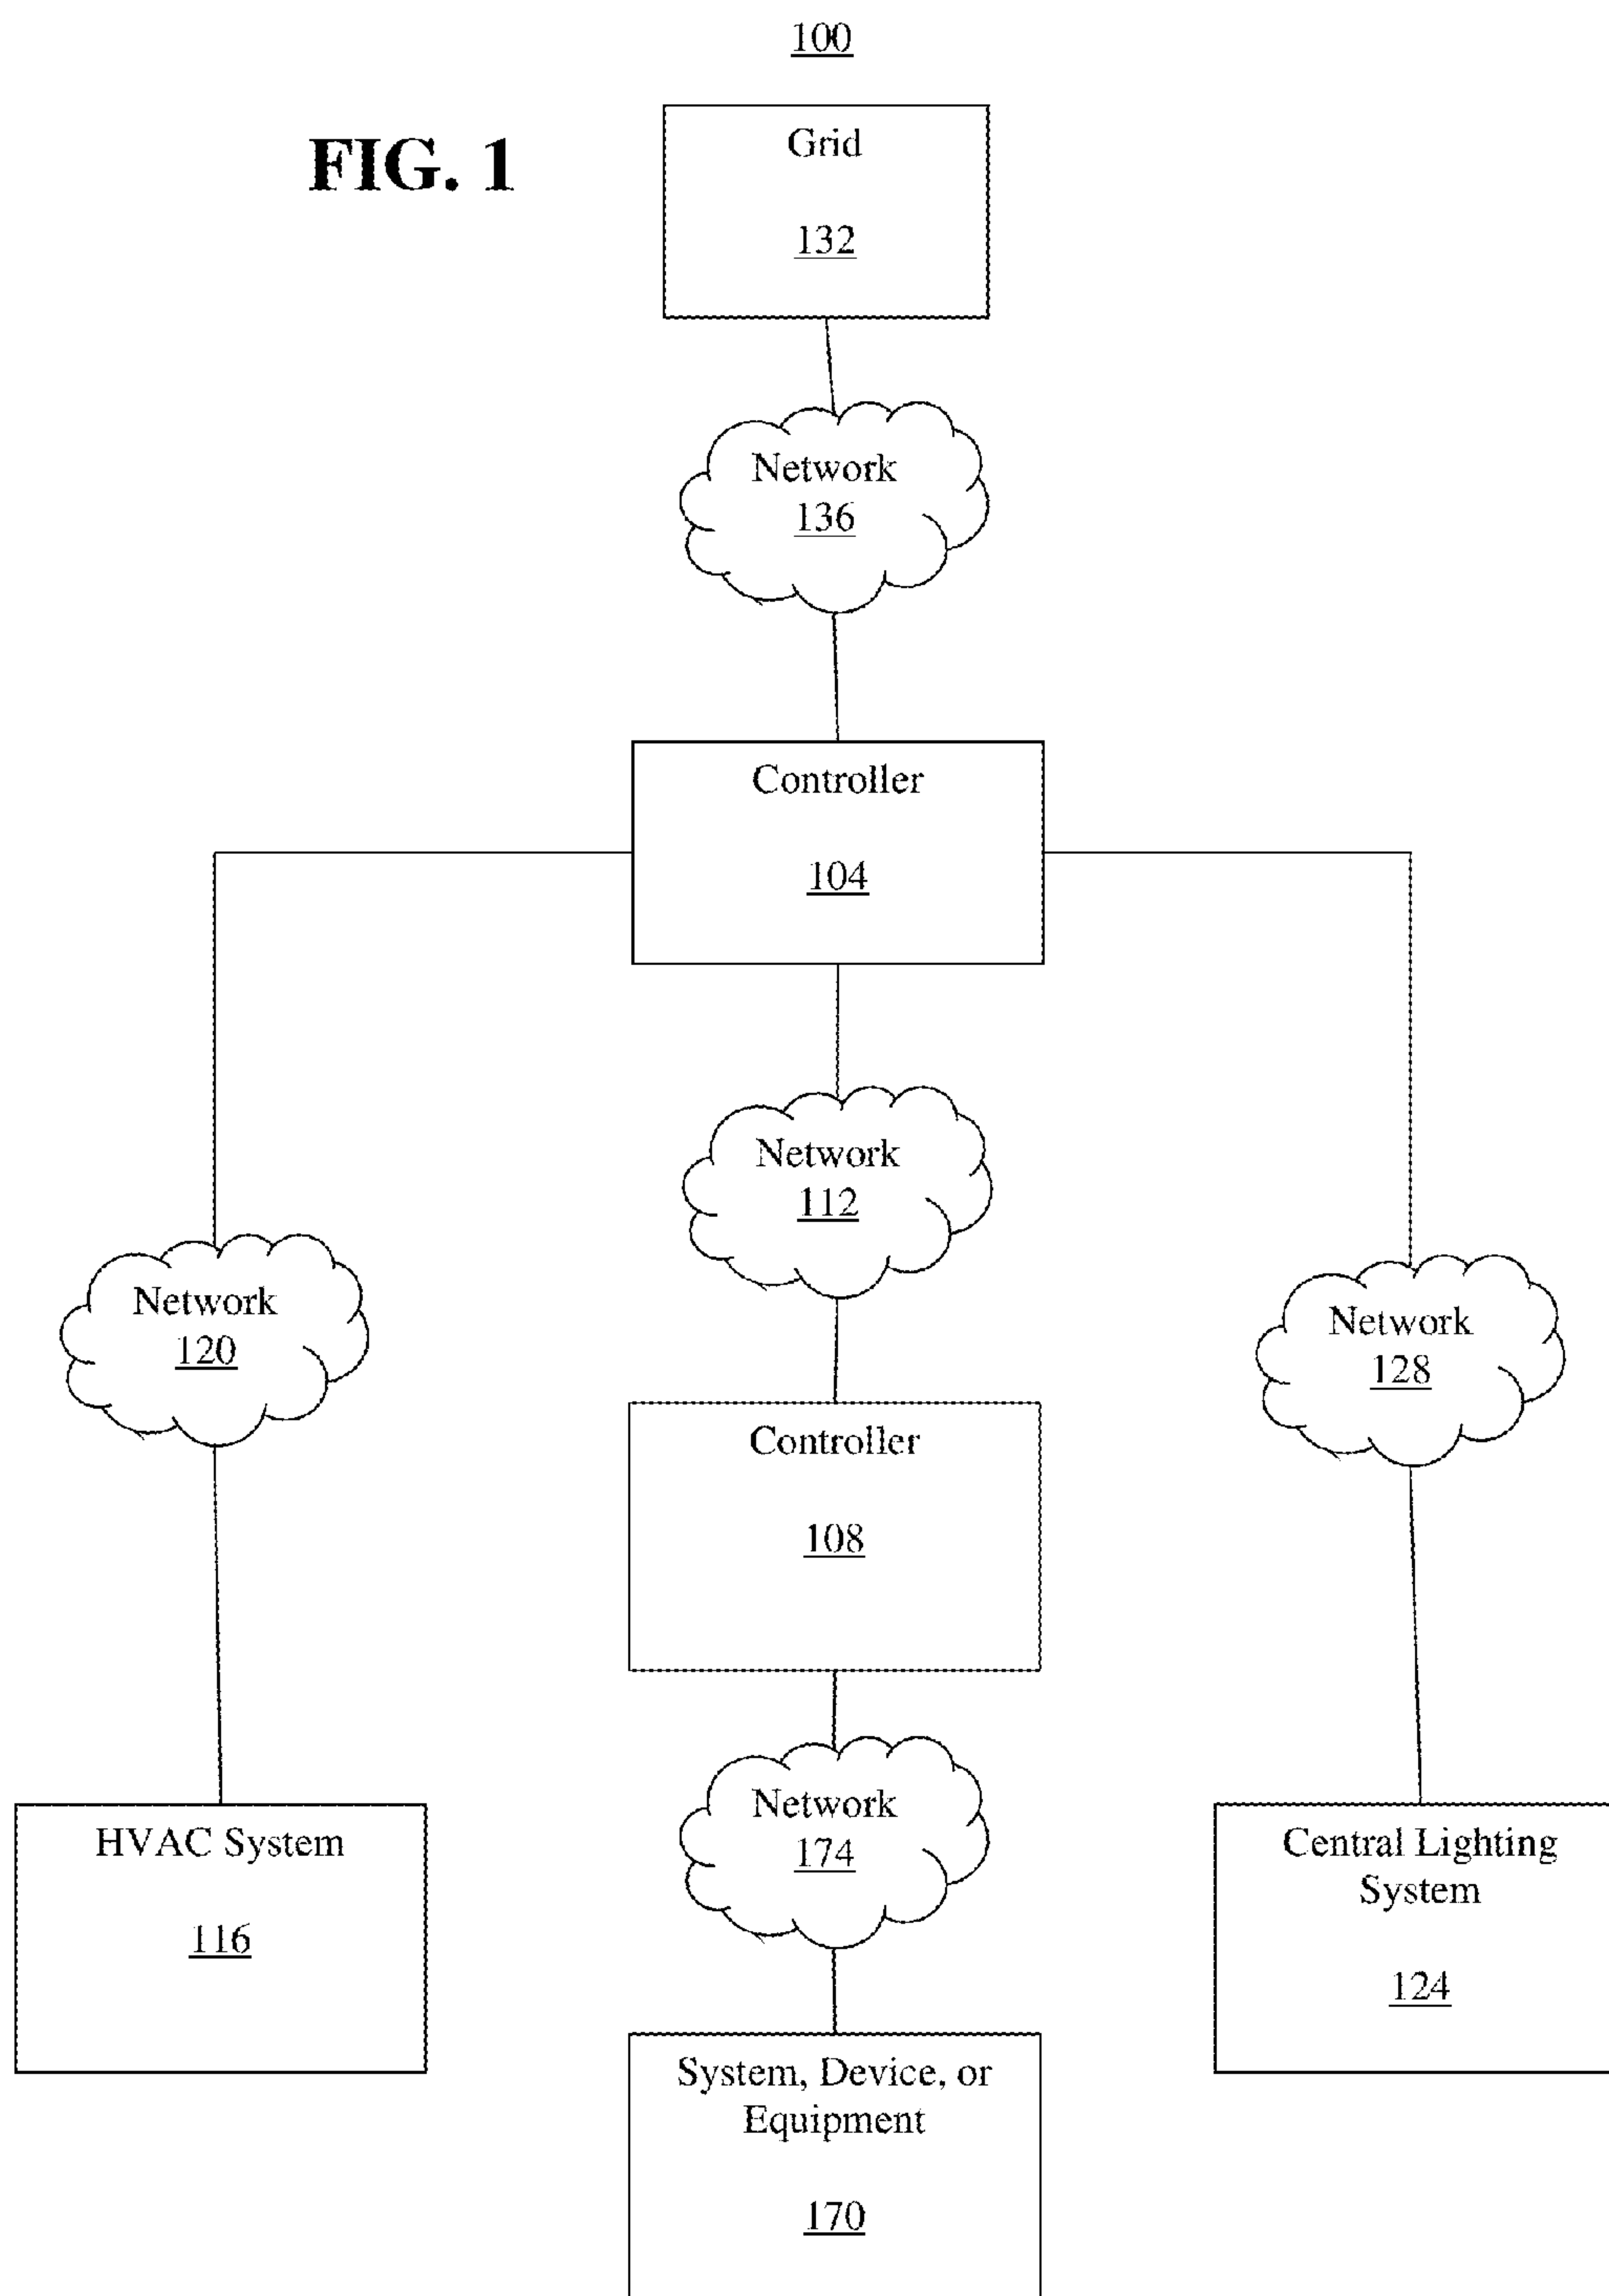 100
FIG. 1
Grid
132
Network
136
Controller
104
Network
112
Network
120
Network
128
Controller
108
Network
174
HVAC System
116
Central Lighting
System
124
System, Device, or
Equipment
170